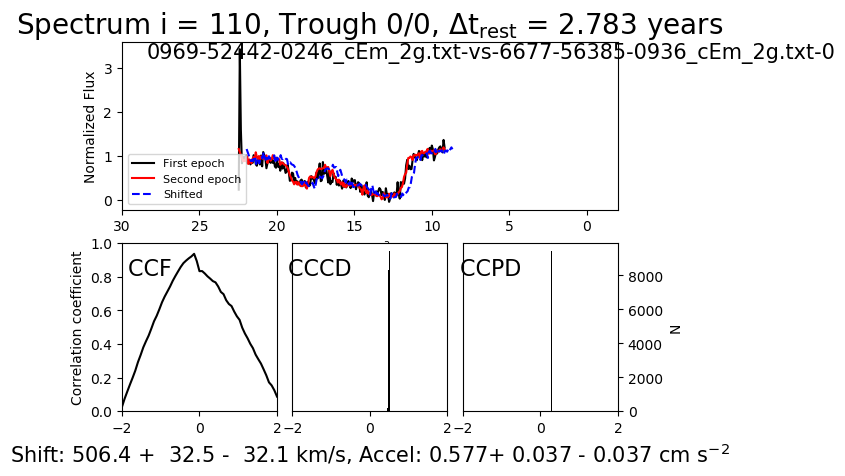 Spectrum i = 110, Trough 0/0, Δt_rest = 2.783 years
0969-52442-0246_cEm_2g.txt-vs-6677-56385-0936_cEm_2g.txt-0
Normalized Flux
3
2
1
0
First epoch
Second epoch
Shifted
30 25 20 15 10 5 0
Correlation coefficient
1.0
0.8
0.6
0.4
0.2
0.0
CCF
CCCD
CCPD
8000
6000
4000
2000
0
N
−2 0 2
0 2
0 2
Shift: 506.4 + 32.5 - 32.1 km/s, Accel: 0.577+ 0.037 - 0.037 cm s⁻²